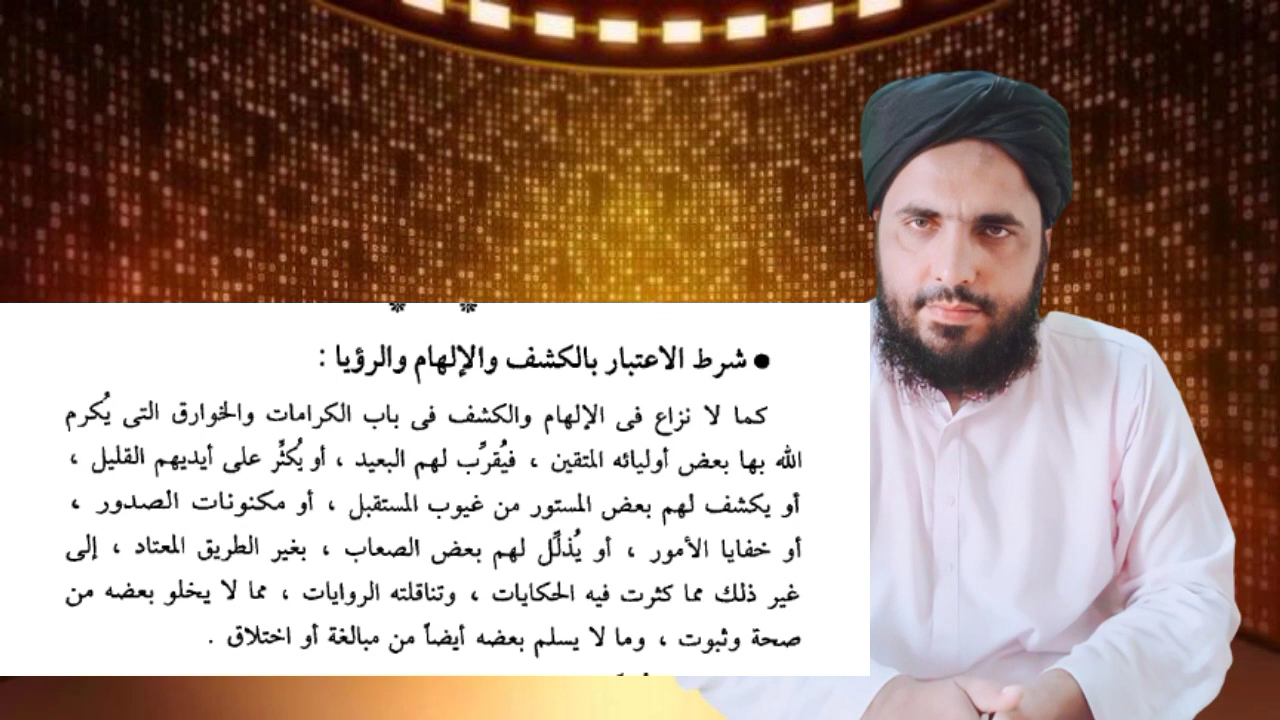 ● شرط الاعتبار بالكشف والإلهام والرؤيا :
كما لا نزاع فى الإلهام والكشف فى باب الكرامات والخوارق التى يُكرم
الله بها بعض أوليائه المتقين ، فيُقرِّب لهم البعيد ، أو يُكثِّر على أيديهم القليل ،
أو يكشف لهم بعض المستور من غيوب المستقبل ، أو مكنونات الصدور ،
أو خفايا الأمور ، أو يُذلِّل لهم بعض الصعاب ، بغير الطريق المعتاد ، إلى
غير ذلك مما كثرت فيه الحكايات ، وتناقلته الروايات ، مما لا يخلو بعضه من
صحة وثبوت ، وما لا يسلم بعضه أيضاً من مبالغة أو اختلاق .